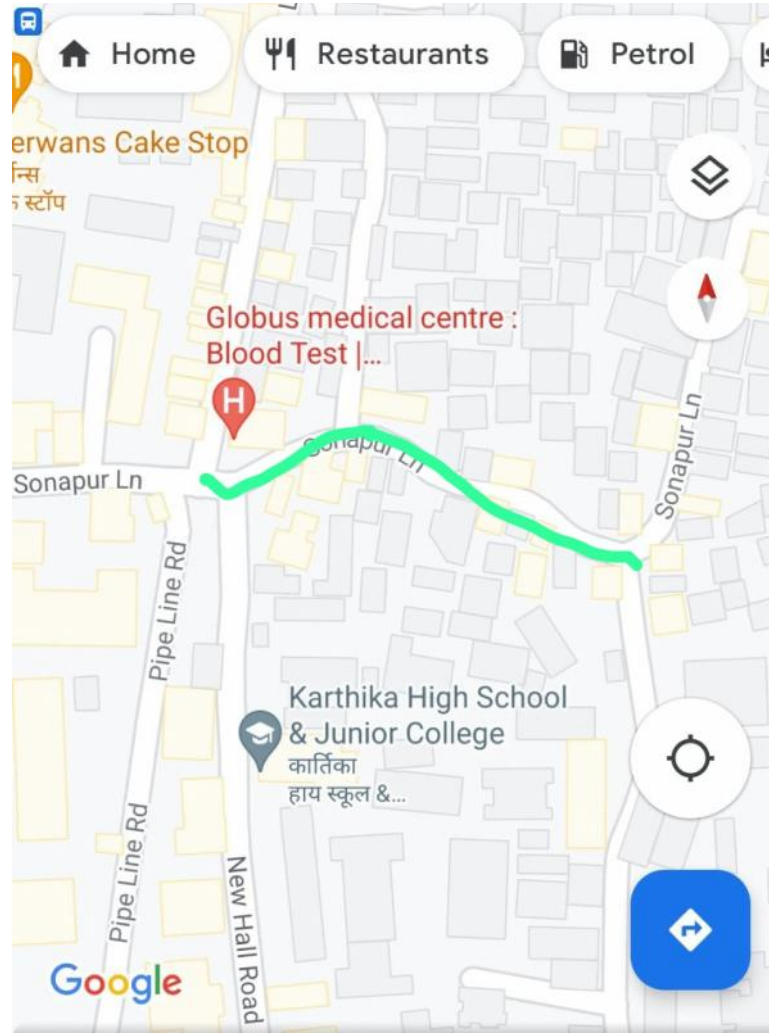 Home
Restaurants
Petrol
erwans Cake Stop
स्टॉप
Globus medical centre :
Blood Test |...
H
Sonapur Ln
Sonapur Ln
Sonapur Ln
Pipe Line Rd
Karthika High School
& Junior College
कार्तिका
हाय स्कूल &...
Pipe Line Rd
New Hall Road
Google